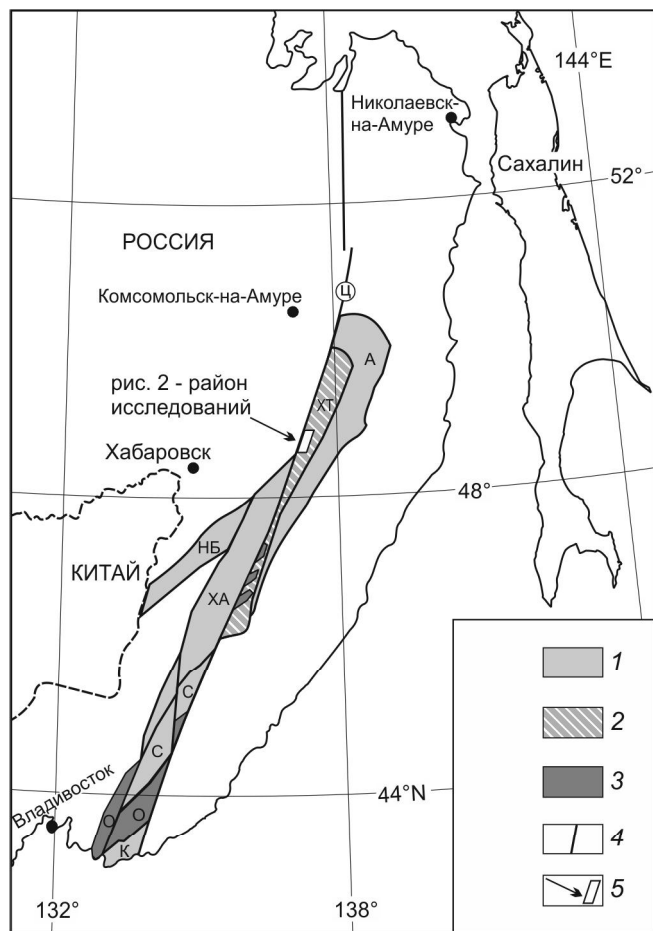 144°E
Николаевск-
на-Амуре
Сахалин
52°
РОССИЯ
Ц
Комсомольск-на-Амуре
А
рис. 2 - район
исследований
ХТ
Хабаровск
48°
НБ
КИТАЙ
ХА
1
С
2
С
Владивосток
44°N
3
О
О
4
К
5
132°
138°